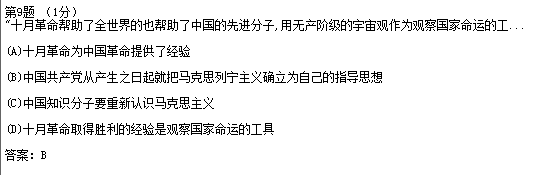 第9题 (1分)
“十月革命帮助了全世界的也帮助了中国的先进分子,用无产阶级的宇宙观作为观察国家命运的工...
(A)十月革命为中国革命提供了经验
(B)中国共产党从产生之日起就把马克思列宁主义确立为自己的指导思想
(C)中国知识分子要重新认识马克思主义
(D)十月革命取得胜利的经验是观察国家命运的工具
答案：B